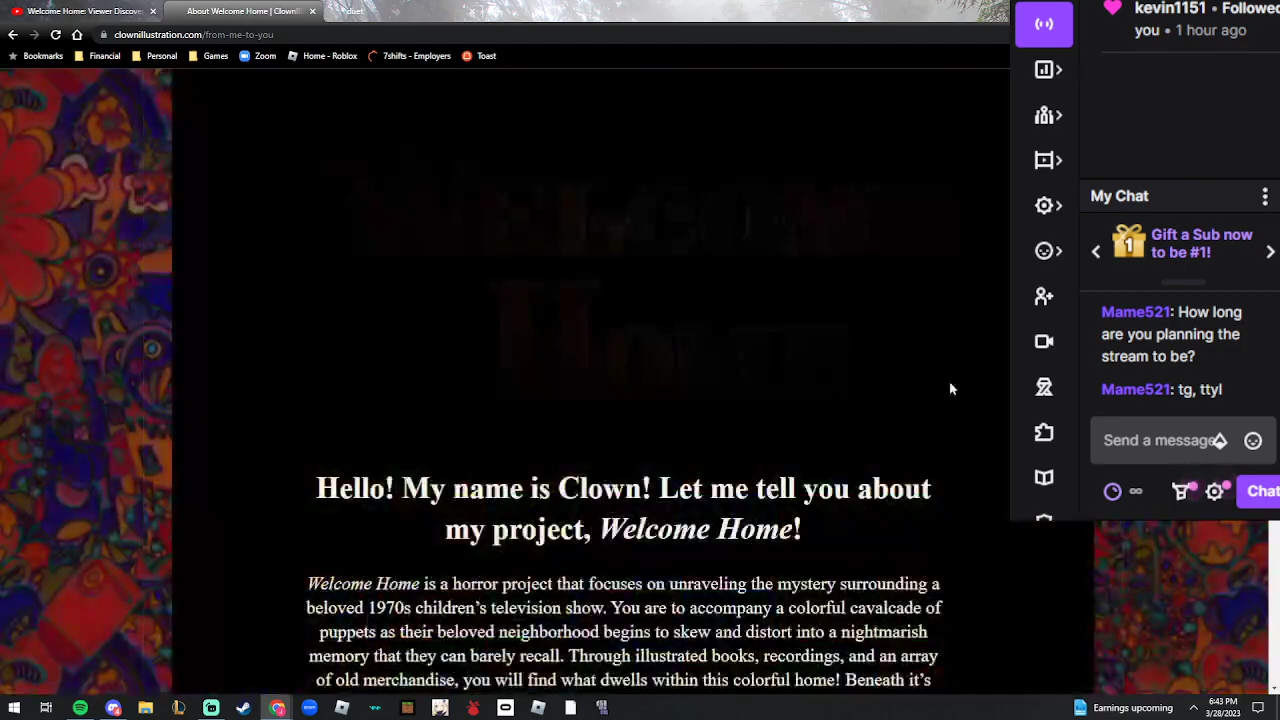 Welcome Home: Viewer Discov
About Welcome Home | Clownill
duet
clownillustration.com/from-me-to-you
Bookmarks
Financial
Personal
Games
Zoom
Home - Roblox
7shifts - Employers
Toast
kevin1151 • Followed
you • 1 hour ago
My Chat
1
Gift a Sub now
to be #1!
Mame521: How long
are you planning the
stream to be?
Mame521: tg, ttyl
Send a message
Chat
WELCOM
HOME
Hello! My name is Clown! Let me tell you about
my project, Welcome Home!
Welcome Home is a horror project that focuses on unraveling the mystery surrounding a
beloved 1970s children's television show. You are to accompany a colorful cavalcade of
puppets as their beloved neighborhood begins to skew and distort into a nightmarish
memory that they can barely recall. Through illustrated books, recordings, and an array
of old merchandise, you will find what dwells within this colorful home! Beneath it's
Earnings upcoming
6:43 PM
3/28/2023